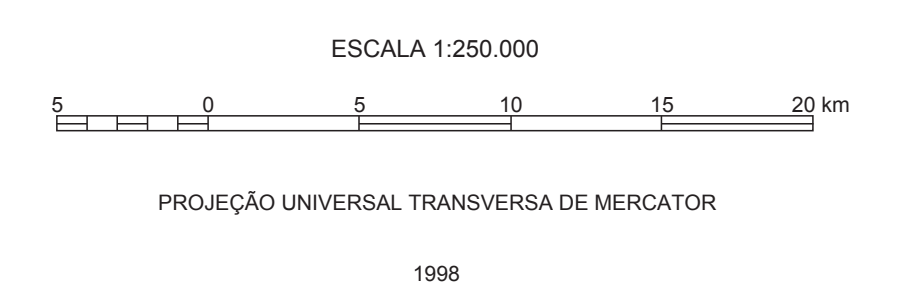 ESCALA 1:250.000
5 0 5 10 15 20 km
PROJEÇÃO UNIVERSAL TRANSVERSA DE MERCATOR
1998